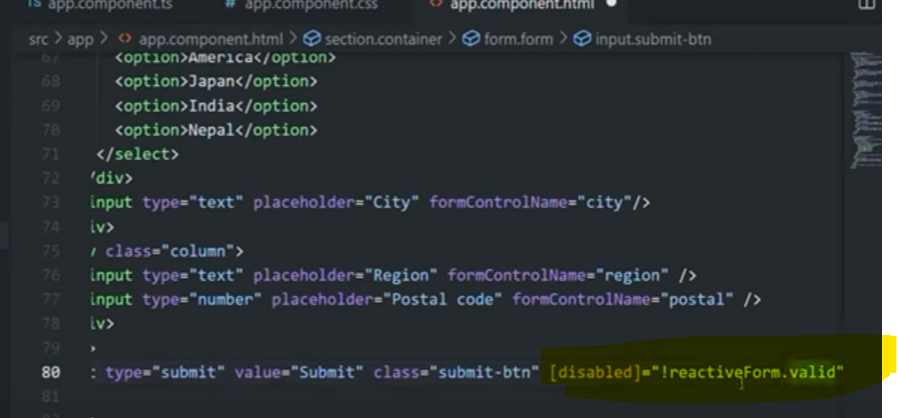 TS app.component.ts # app.component.css <> app.component.html
src > app > <> app.component.html > section.container > form.form > input.submit-btn
67 <option>America</option>
68 <option>Japan</option>
69 <option>India</option>
70 <option>Nepal</option>
71 </select>
72 /div>
73 input type="text" placeholder="City" formControlName="city"/>
74 iv>
75 / class="column">
76 input type="text" placeholder="Region" formControlName="region" />
77 input type="number" placeholder="Postal code" formControlName="postal" />
78 iv>
79 >
80 : type="submit" value="Submit" class="submit-btn" [disabled]="!reactiveForm.valid"
81